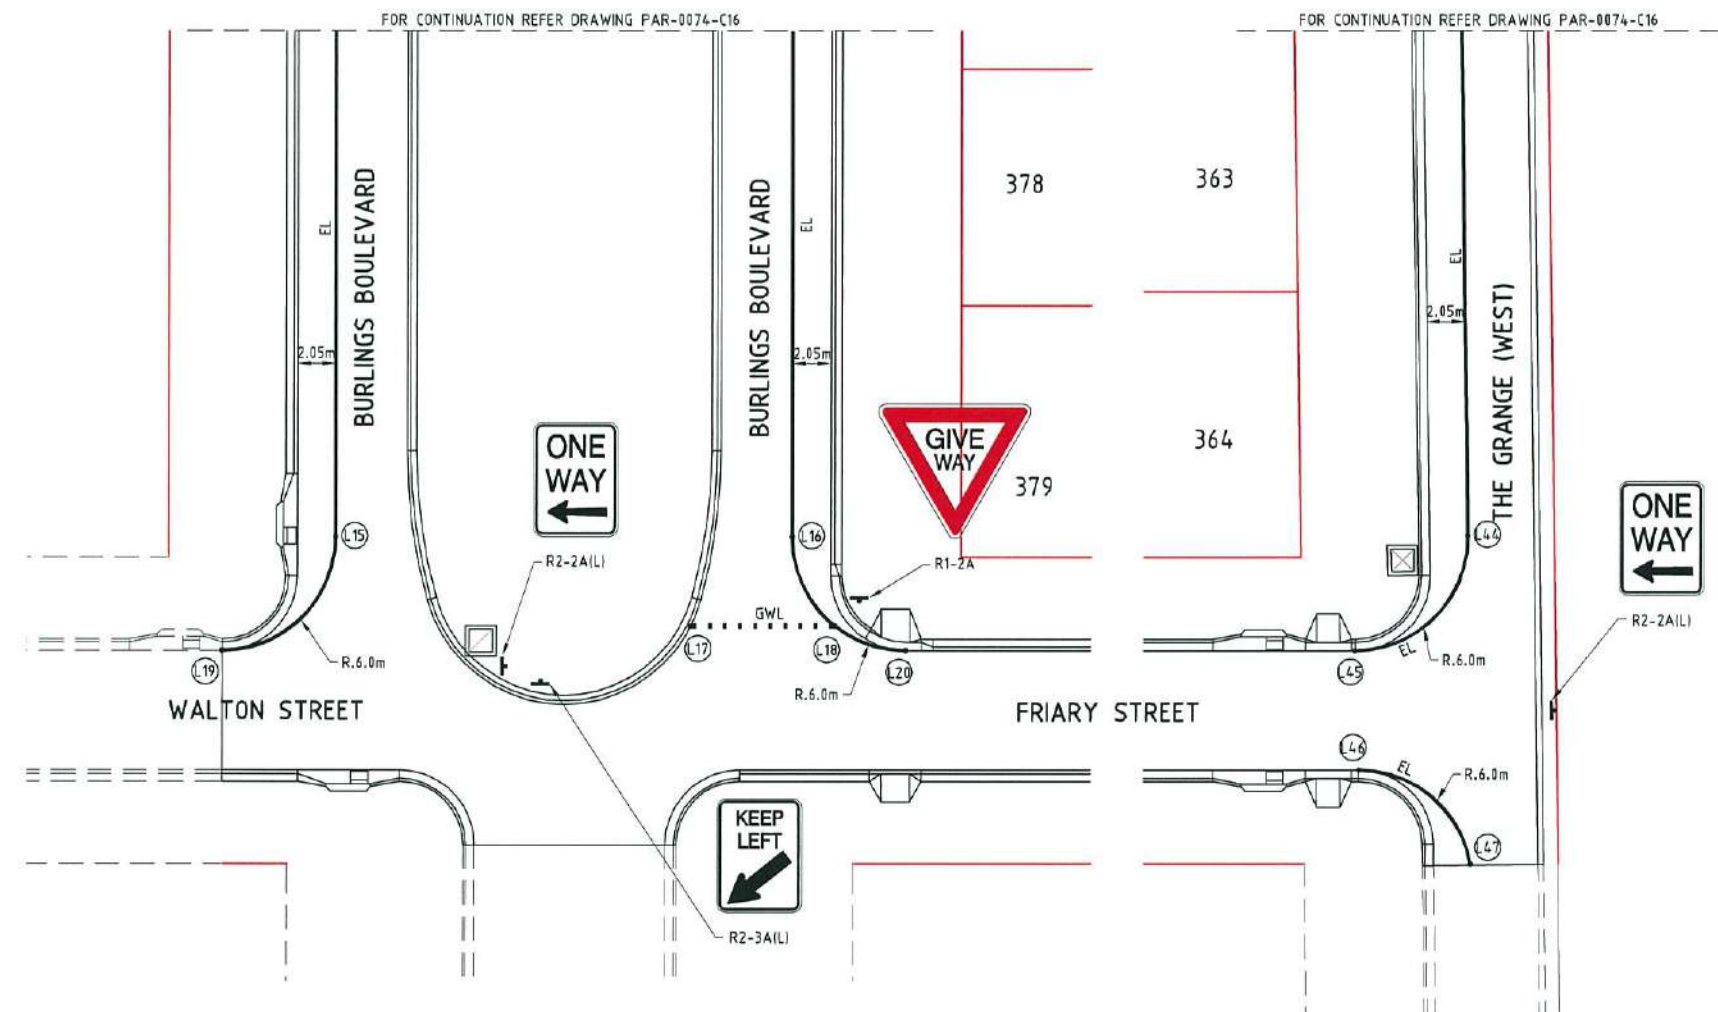 FOR CONTINUATION REFER DRAWING PAR-0074-C16
FOR CONTINUATION REFER DRAWING PAR-0074-C16
EL
BURLINGS BOULEVARD
2.05m
BURLINGS BOULEVARD
EL
2.05m
378
363
EL
2.05m
THE GRANGE (WEST)
ONE
WAY
GIVE
WAY
379
364
ONE
WAY
L15
L16
L44
R2-2A(L)
R1-2A
R2-2A(L)
GWL
L17
L18
L19
R.6.0m
L20
R.6.0m
L45
EL
R.6.0m
WALTON STREET
FRIARY STREET
L46
EL
R.6.0m
KEEP
LEFT
L47
R2-3A(L)